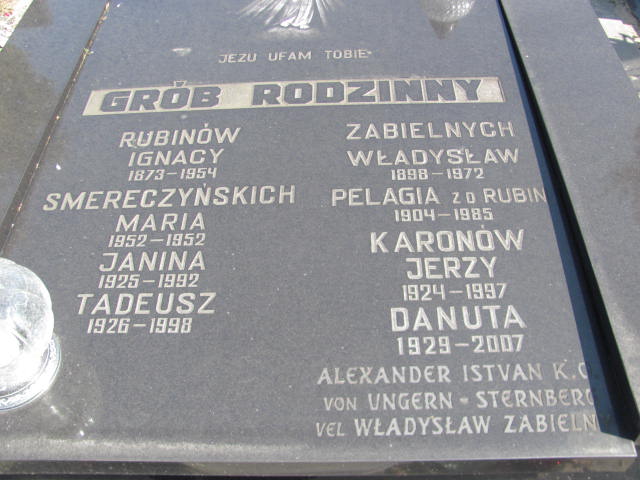 JEZU UFAM TOBIE
GRÓB RODZINNY
RUBINÓW
IGNACY
1873-1954
SMERECZYŃSKICH
MARIA
1952-1952
JANINA
1925-1992
TADEUSZ
1926-1998
ZABIELNYCH
WŁADYSŁAW
1898-1972
PELAGIA Z D RUBIN
1904-1985
KARONÓW
JERZY
1924-1997
DANUTA
1929-2007
ALEXANDER ISTVAN K.
VON UNGERN-STERNBERG
VEL WŁADYSŁAW ZABIELN